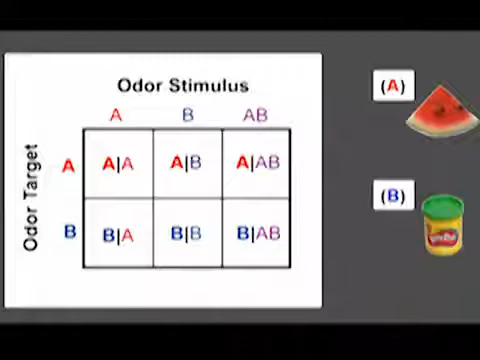 Odor Stimulus
A B AB
Odor Target
A A|A A|B A|AB
B B|A B|B B|AB
(A)
(B)